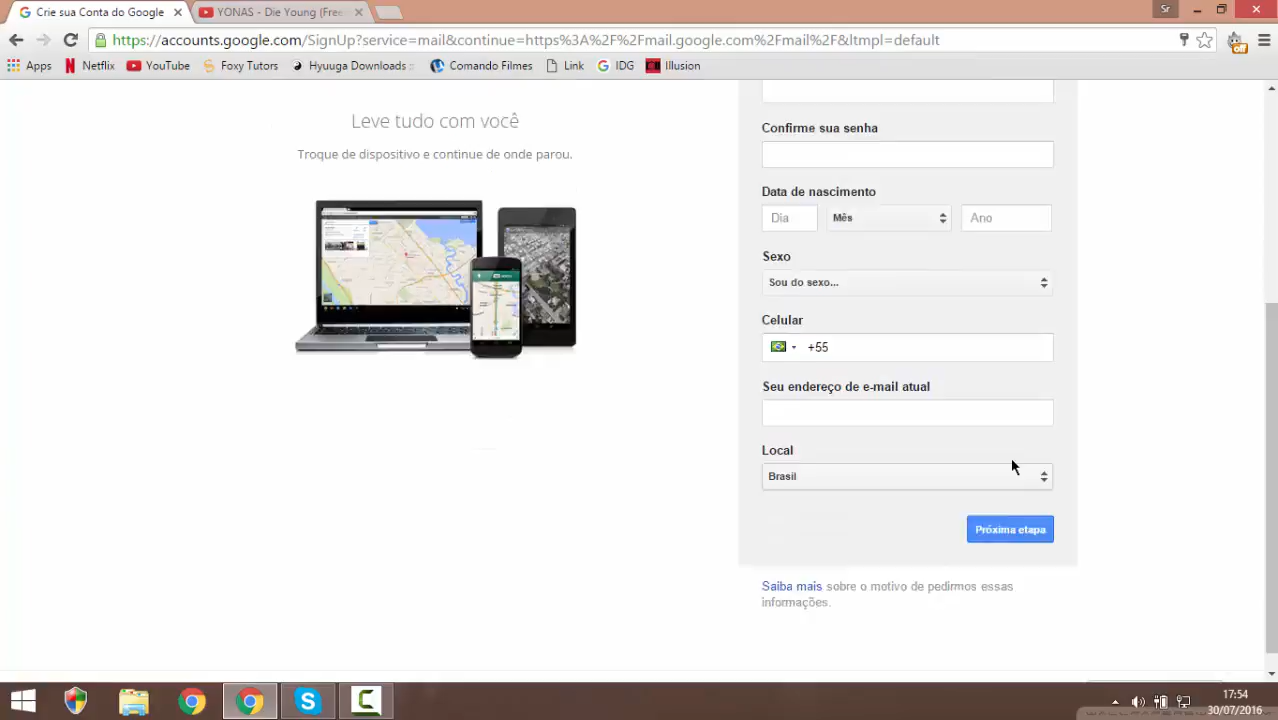 Crie sua Conta do Google
YONAS - Die Young (Free
Sr
https://accounts.google.com/SignUp?service=mail&continue=https%3A%2F%2Fmail.google.com%2Fmail%2F&ltmpl=default
off
Apps
Netflix
YouTube
Foxy Tutors
Hyuuga Downloads
Comando Filmes
Link
IDG
Illusion
Leve tudo com você
Troque de dispositivo e continue de onde parou.
Confirme sua senha
Data de nascimento
Dia
Mês
Ano
Sexo
Sou do sexo...
Celular
+55
Seu endereço de e-mail atual
Local
Brasil
Próxima etapa
Saiba mais sobre o motivo de pedirmos essas
informações.
17:54
30/07/2016